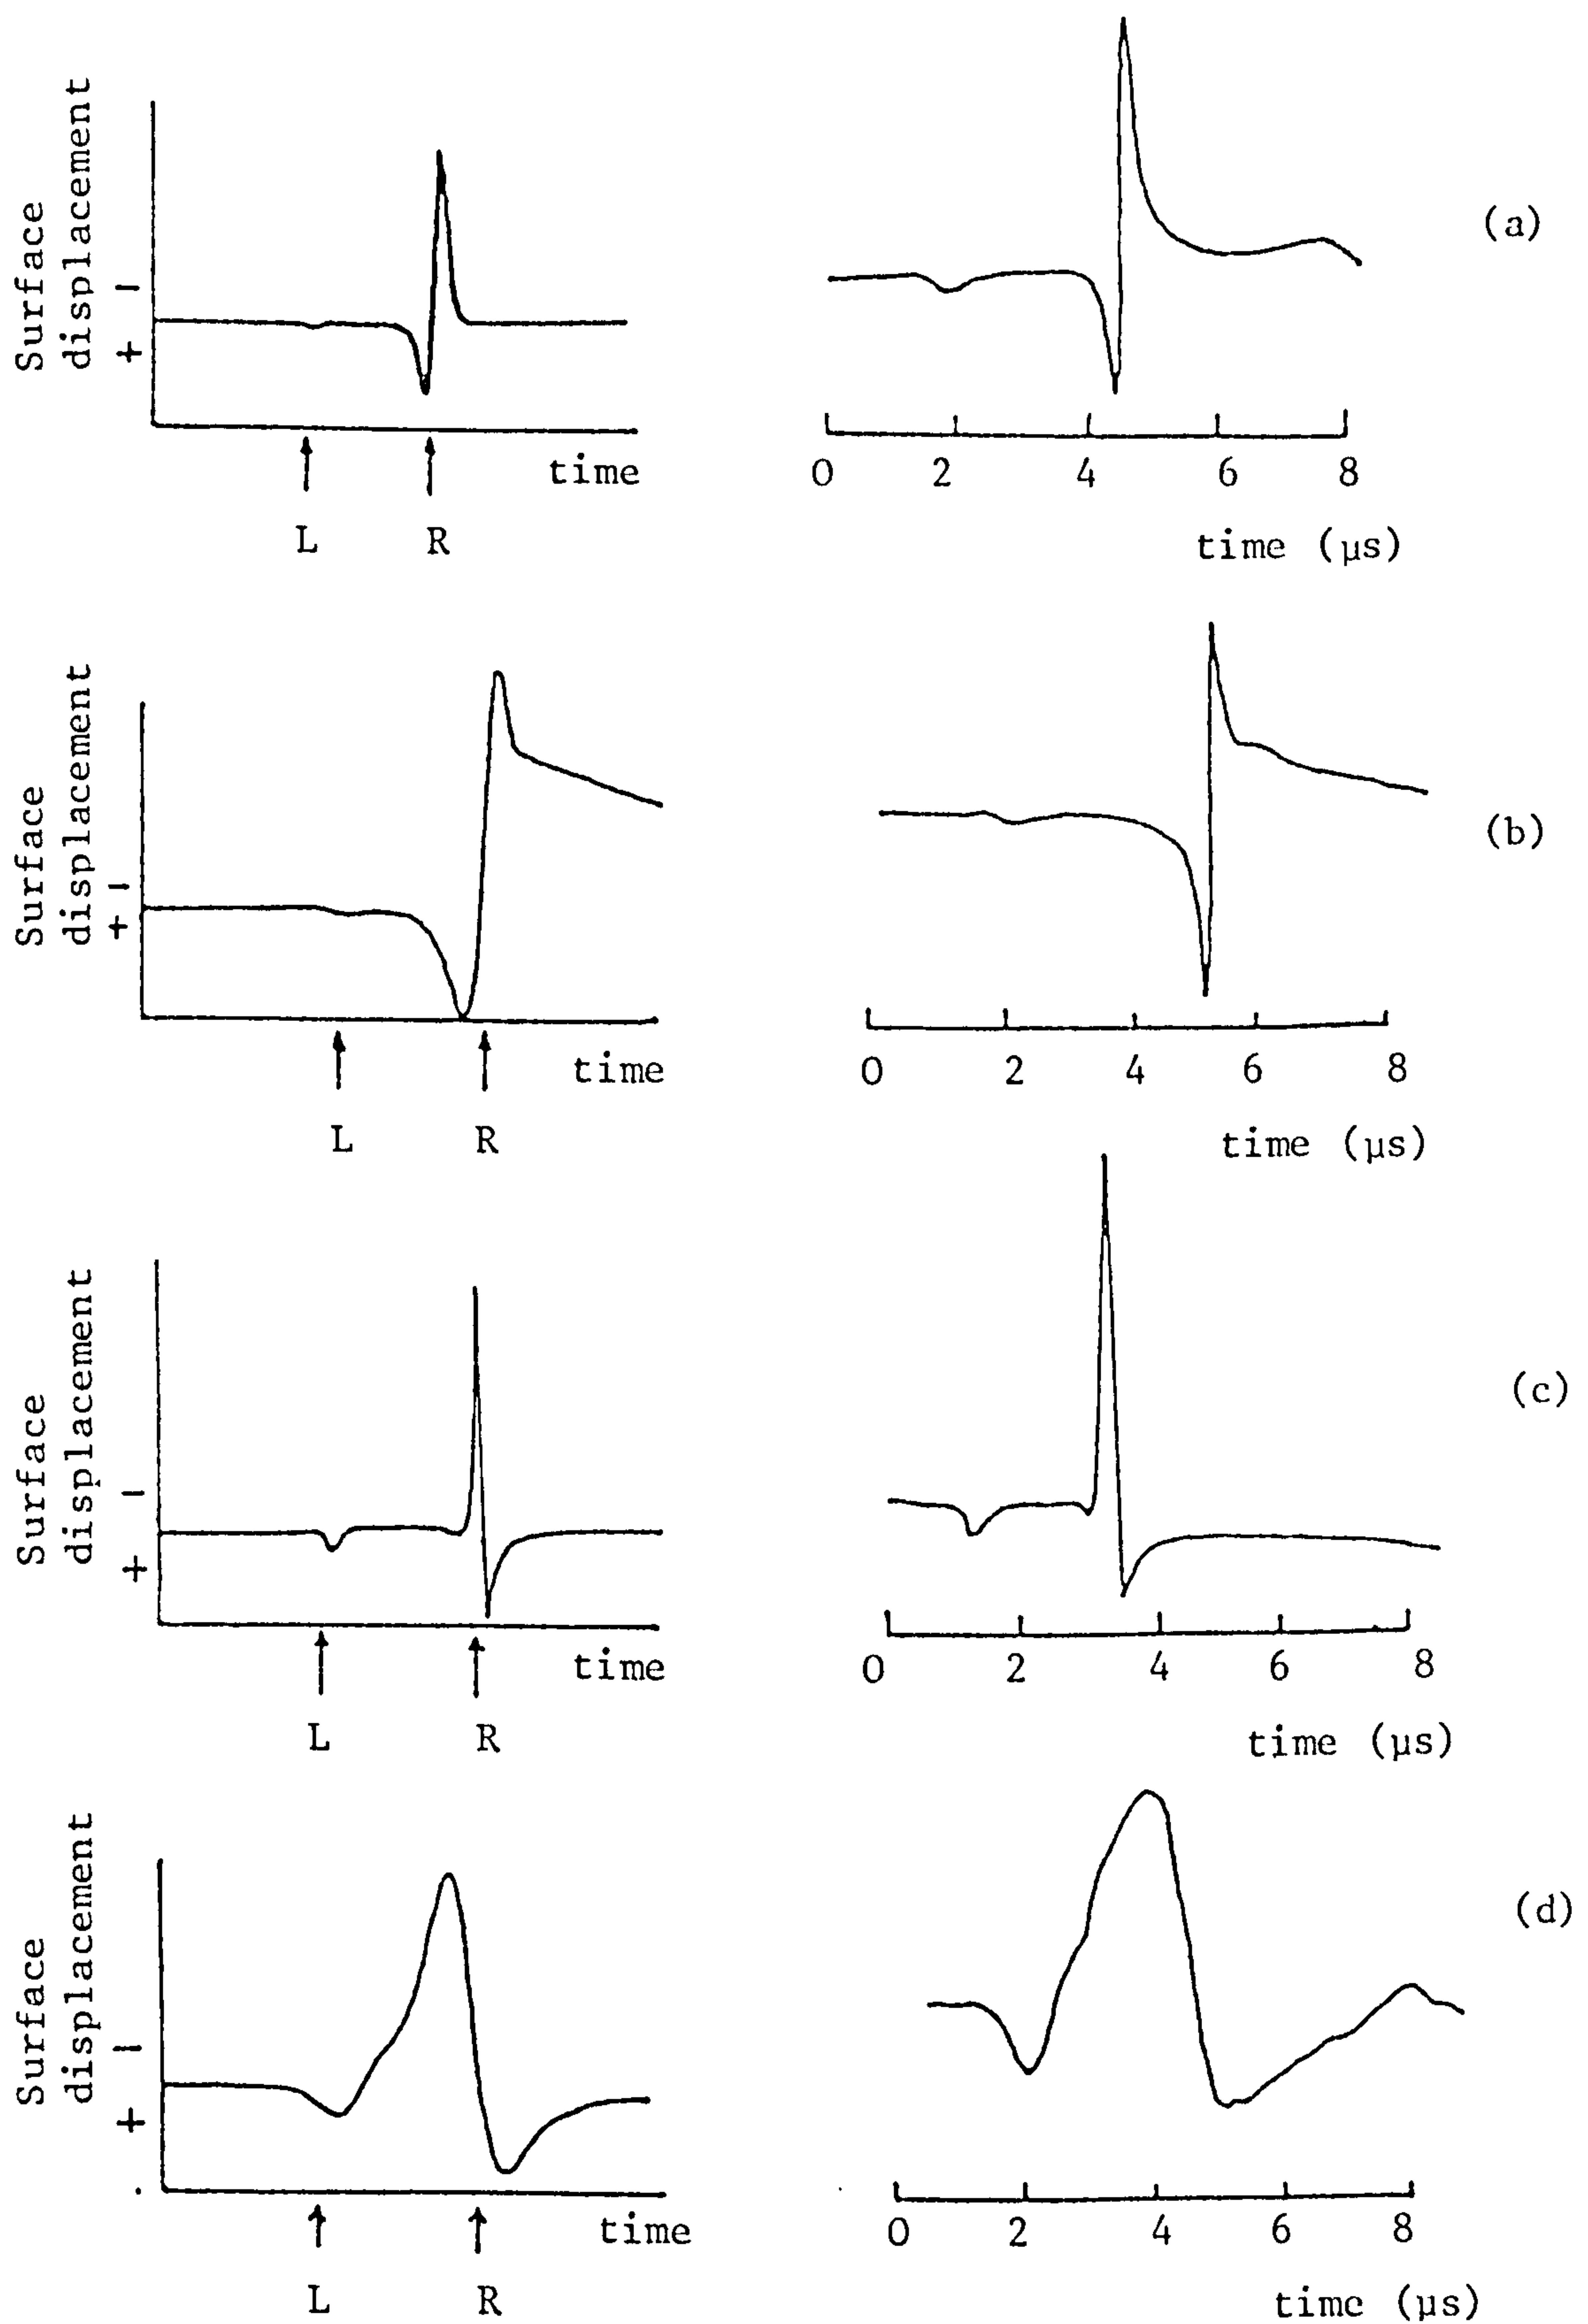 Surface
displacement
-
+
L
R
time
0 2 4 6 8
time (μs)
(a)
Surface
displacement
-
+
L
R
time
0 2 4 6 8
time (μs)
(b)
Surface
displacement
-
+
L
R
time
0 2 4 6 8
time (μs)
(c)
Surface
displacement
-
+
L
R
time
0 2 4 6 8
time (μs)
(d)